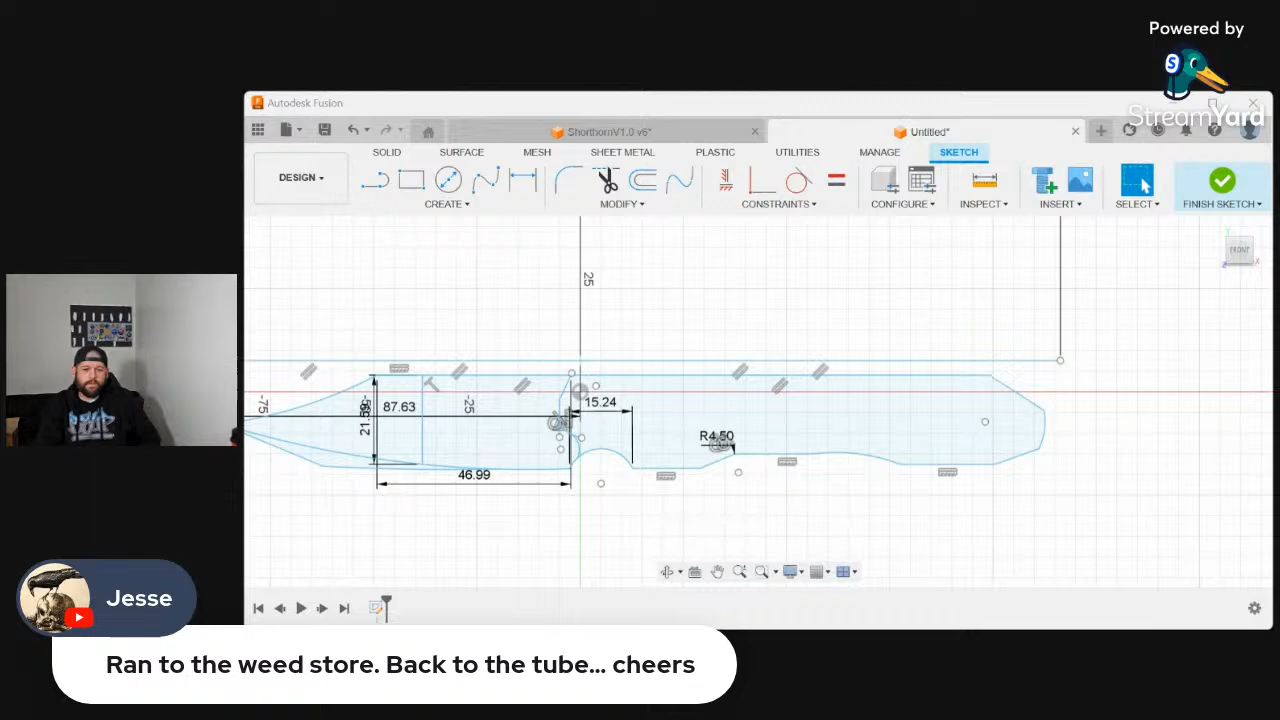 Powered by
StreamYard
Autodesk Fusion
ShorthornV1.0 v6*
Untitled*
SOLID SURFACE MESH SHEET METAL PLASTIC UTILITIES MANAGE SKETCH
DESIGN
CREATE MODIFY CONSTRAINTS CONFIGURE INSPECT INSERT SELECT FINISH SKETCH
FRONT
25
-75
-25
87.63
15.24
R4.50
46.99
Jesse
Ran to the weed store. Back to the tube... cheers